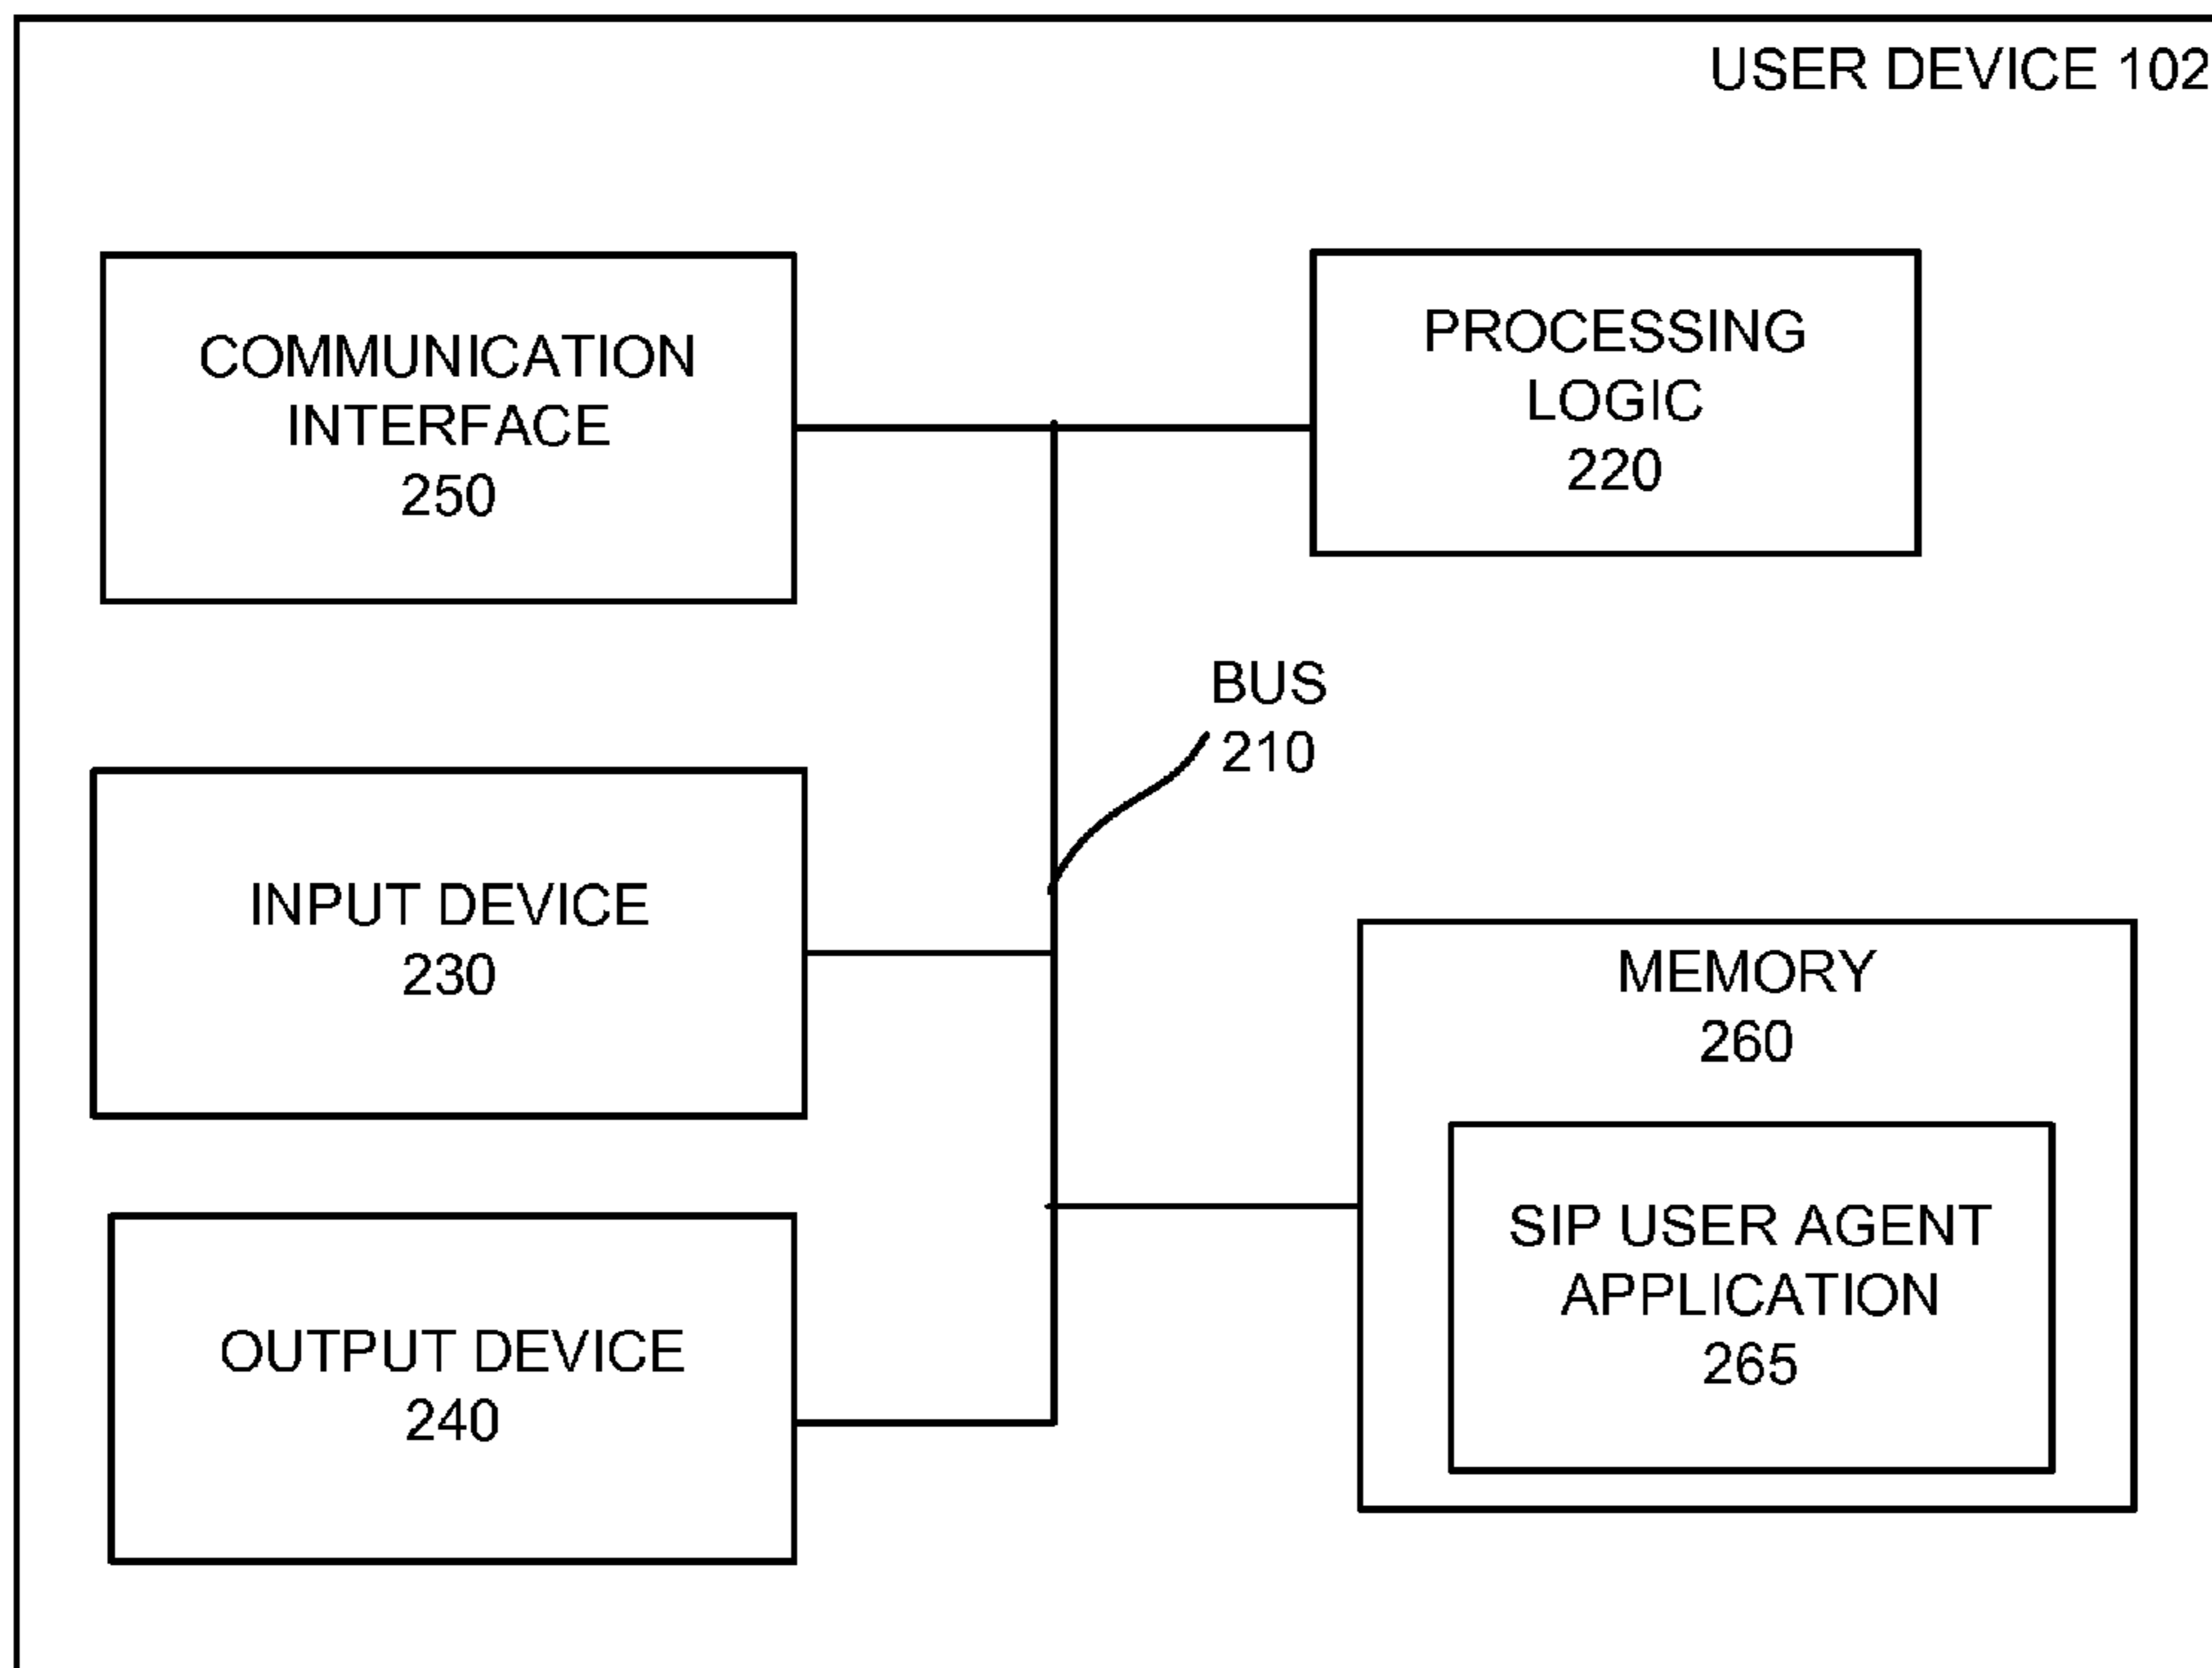 USER DEVICE 102
COMMUNICATION
INTERFACE
250
PROCESSING
LOGIC
220
BUS
210
INPUT DEVICE
230
MEMORY
260
SIP USER AGENT
APPLICATION
265
OUTPUT DEVICE
240